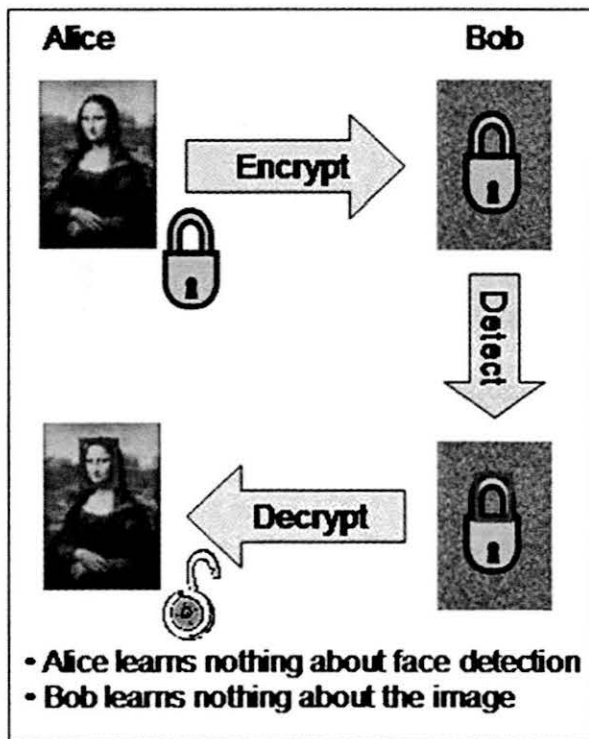 Alice Bob
Encrypt
Detect
Decrypt
• Alice learns nothing about face detection
• Bob learns nothing about the image